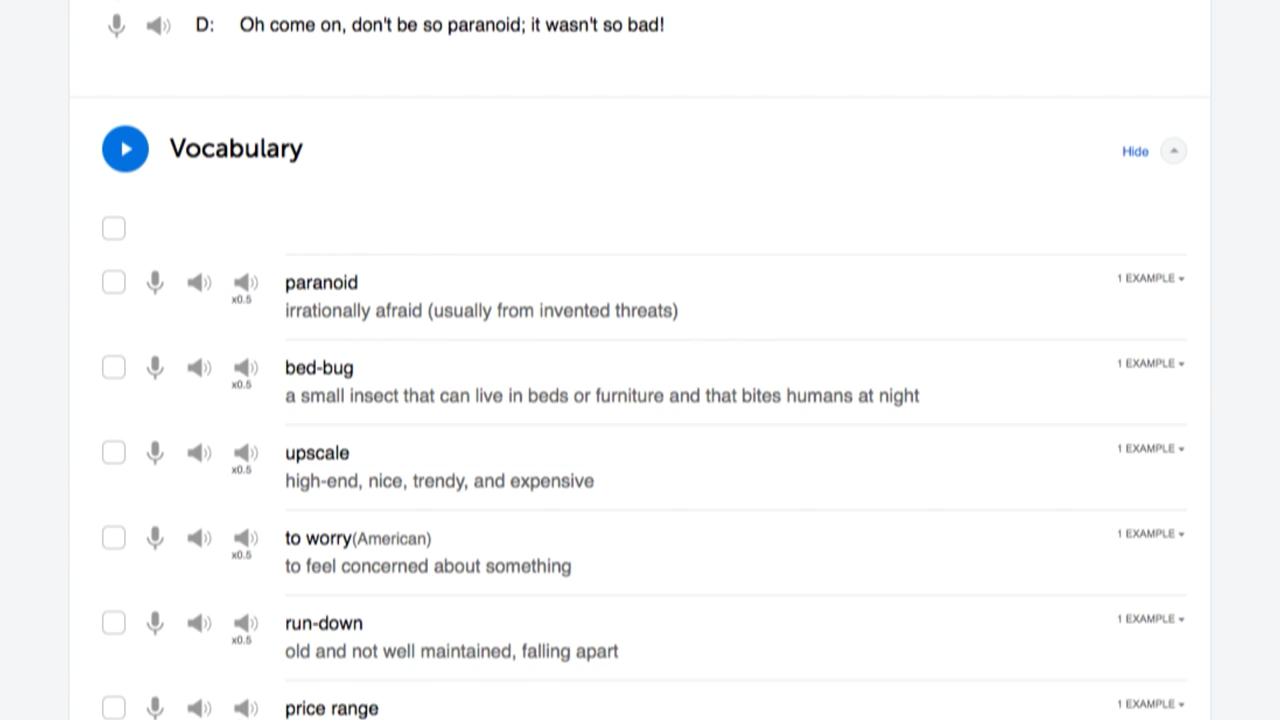 D: Oh come on, don't be so paranoid; it wasn't so bad!
Vocabulary
Hide
paranoid
1 EXAMPLE
x0.5
irrationally afraid (usually from invented threats)
bed-bug
1 EXAMPLE
x0.5
a small insect that can live in beds or furniture and that bites humans at night
upscale
1 EXAMPLE
x0.5
high-end, nice, trendy, and expensive
to worry(American)
1 EXAMPLE
x0.5
to feel concerned about something
run-down
1 EXAMPLE
x0.5
old and not well maintained, falling apart
price range
1 EXAMPLE